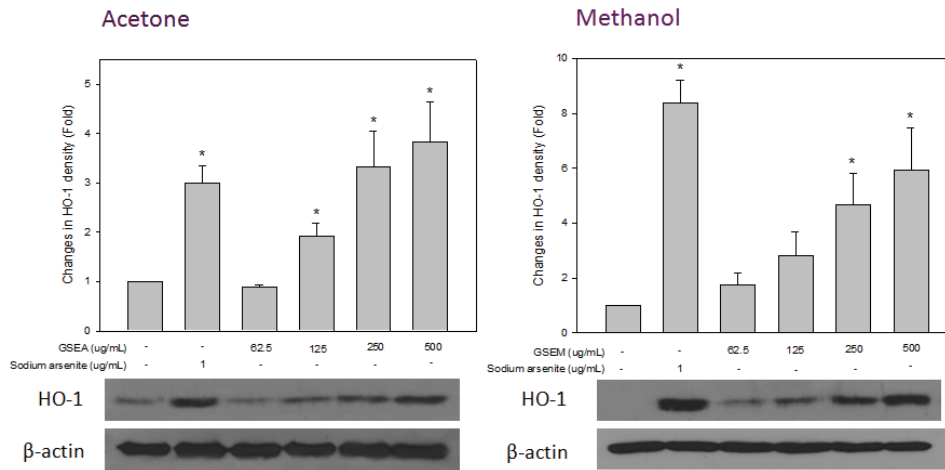 Acetone
Changes in HO-1 density (Fold)
5
4
3
2
1
0
*
*
*
*
GSEA (ug/mL) - - 62.5 125 250 500
Sodium arsenite (ug/mL) - 1 - - - -
HO-1
β-actin
Methanol
Changes in HO-1 density (Fold)
10
8
6
4
2
0
*
*
*
GSEM (ug/mL) - - 62.5 125 250 500
Sodium arsenite (ug/mL) - 1 - - - -
HO-1
β-actin